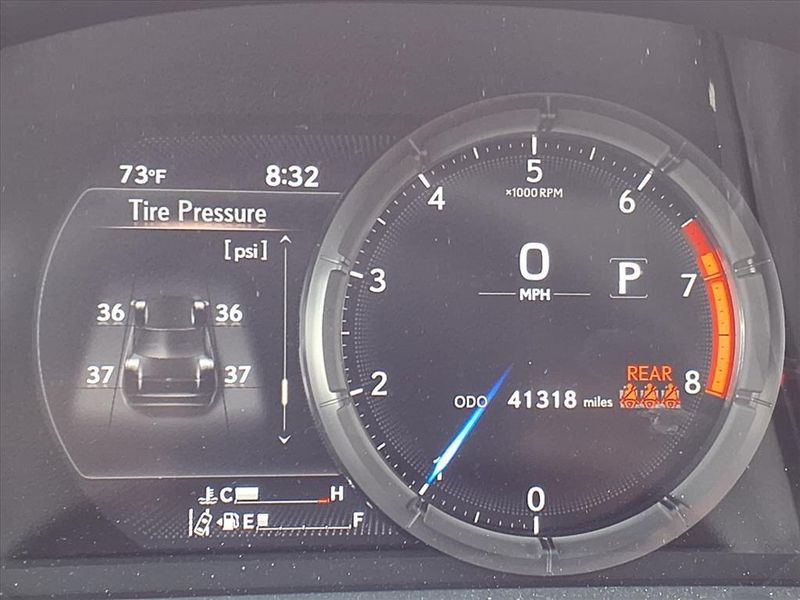 73°F 8:32
Tire Pressure
[psi]
36 36
37 37
C H
E F
5
×1000 RPM
4 6
3 7
0
MPH
P
2 8
REAR
ODO 41318 miles
1
0